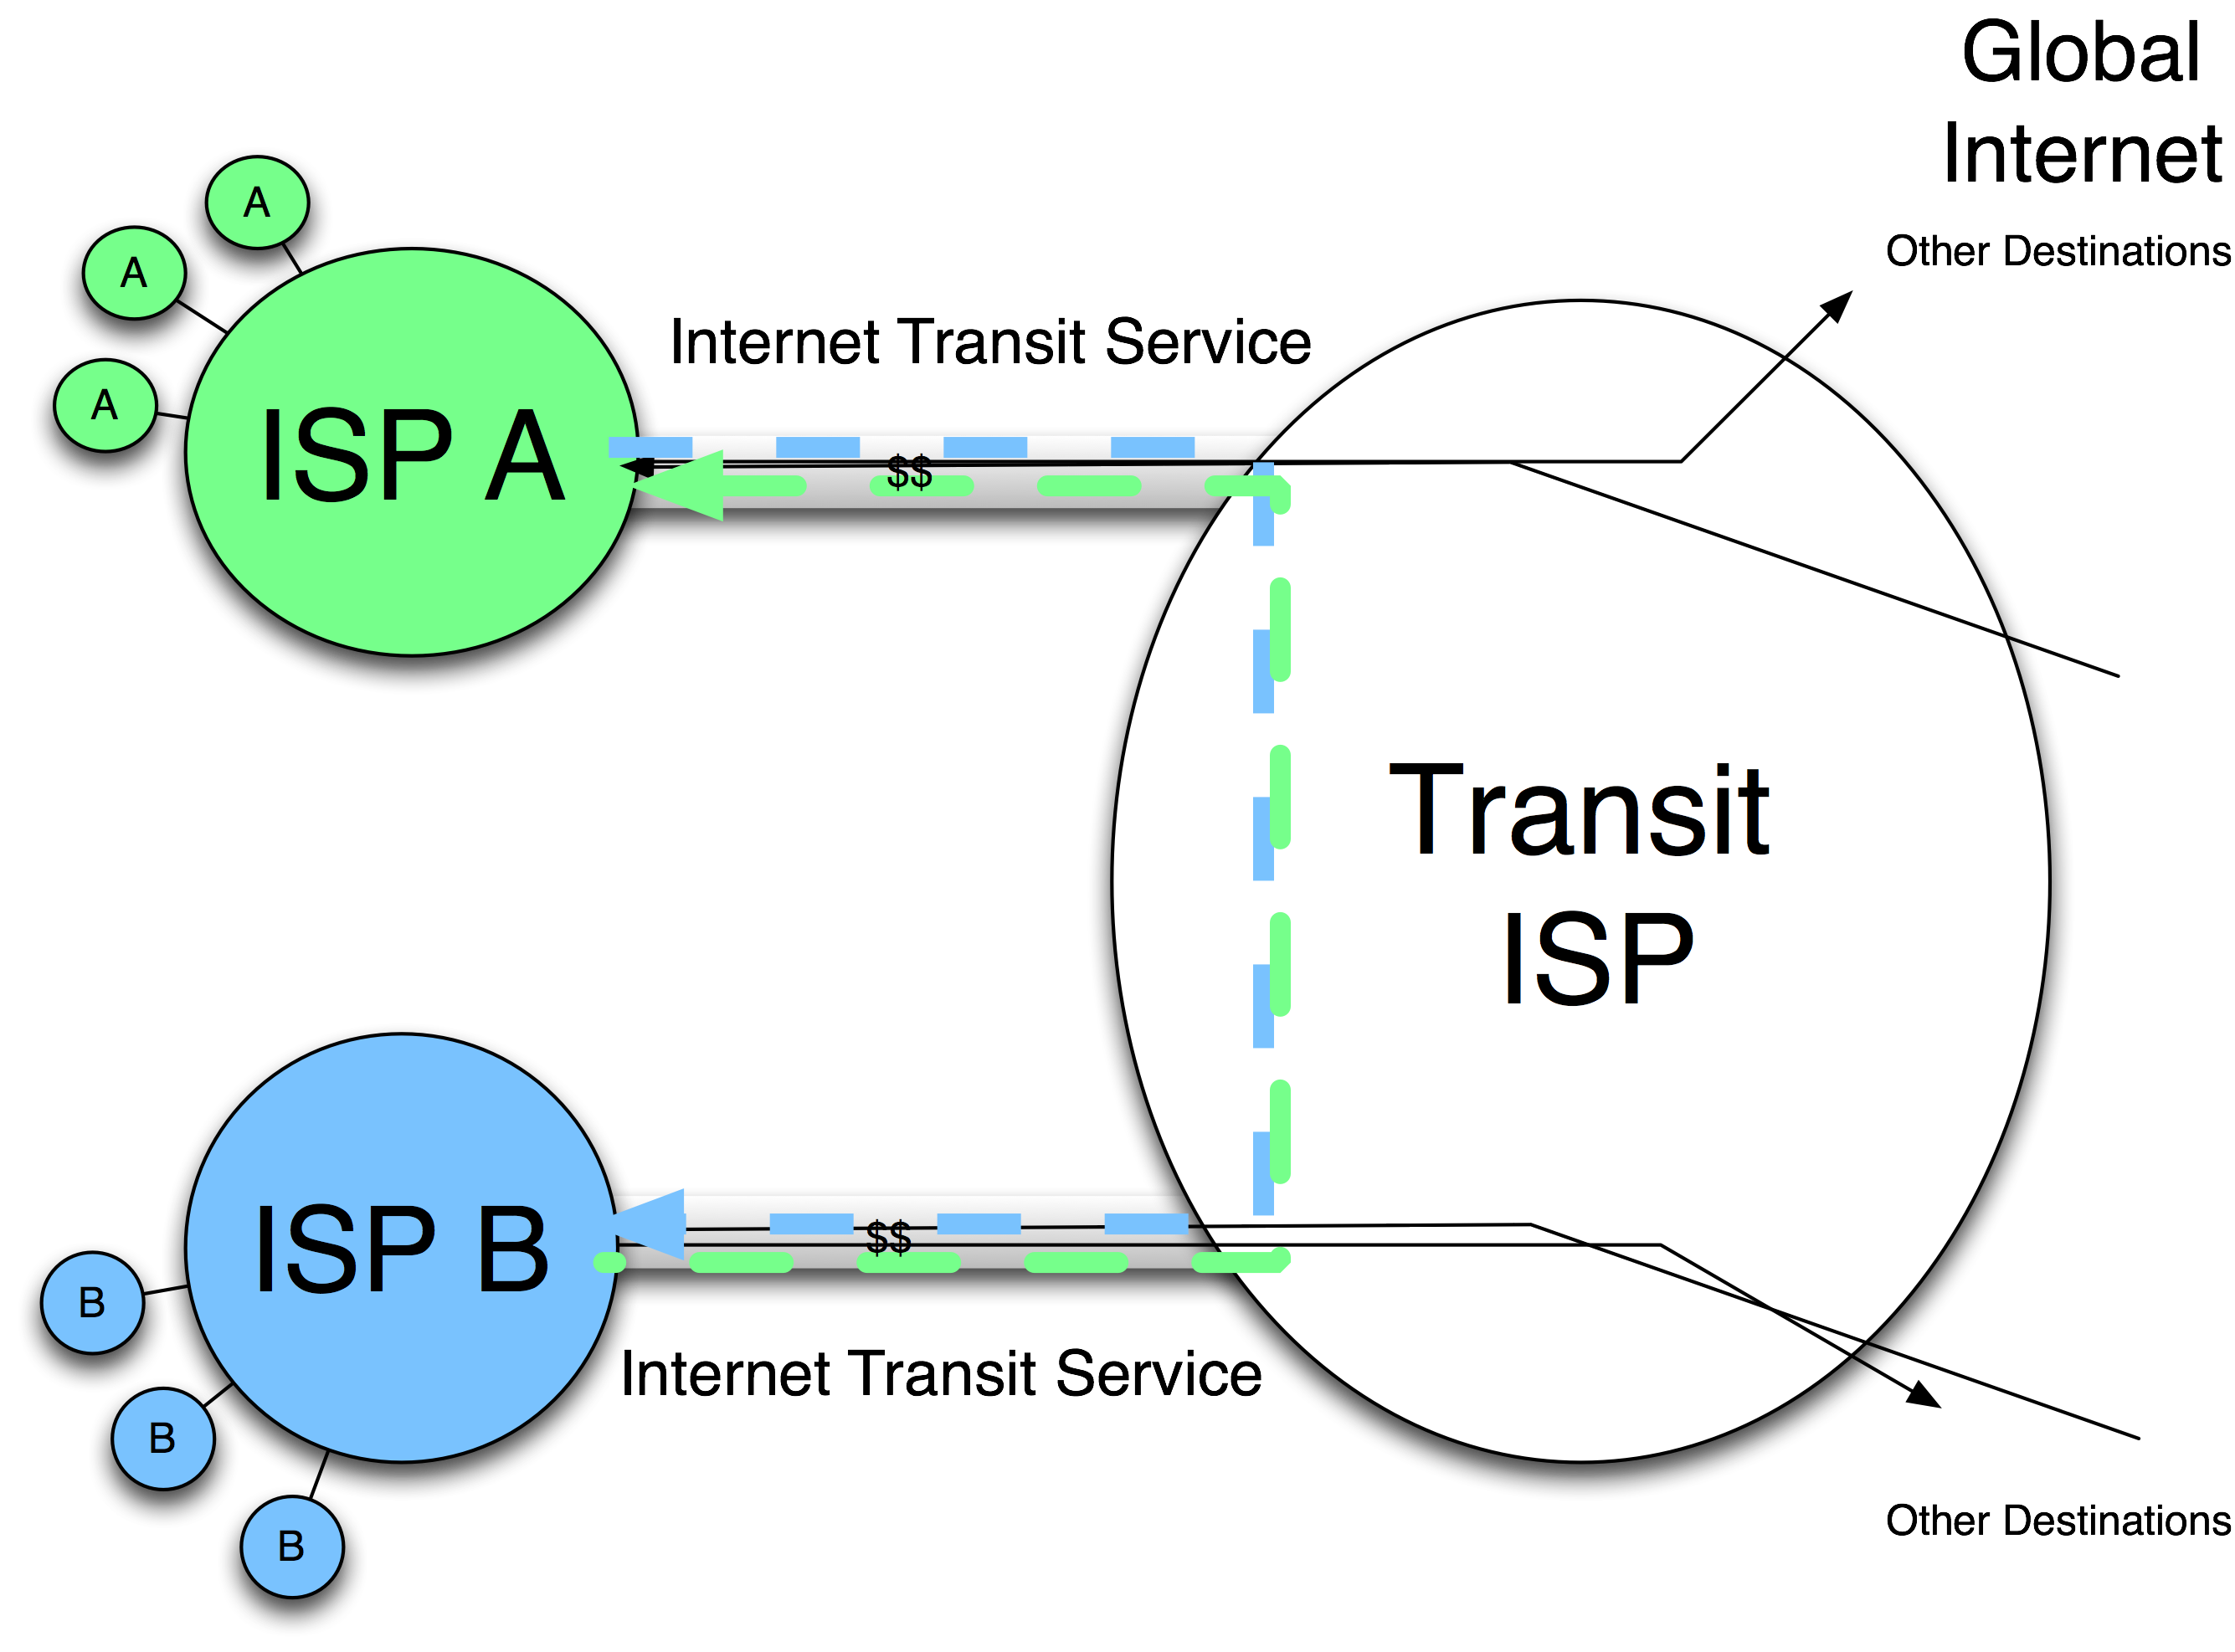 Global
Internet
Other Destinations
A
A
A
Internet Transit Service
ISP A
$$
Transit
ISP
ISP B
$$
Internet Transit Service
B
B
B
Other Destinations